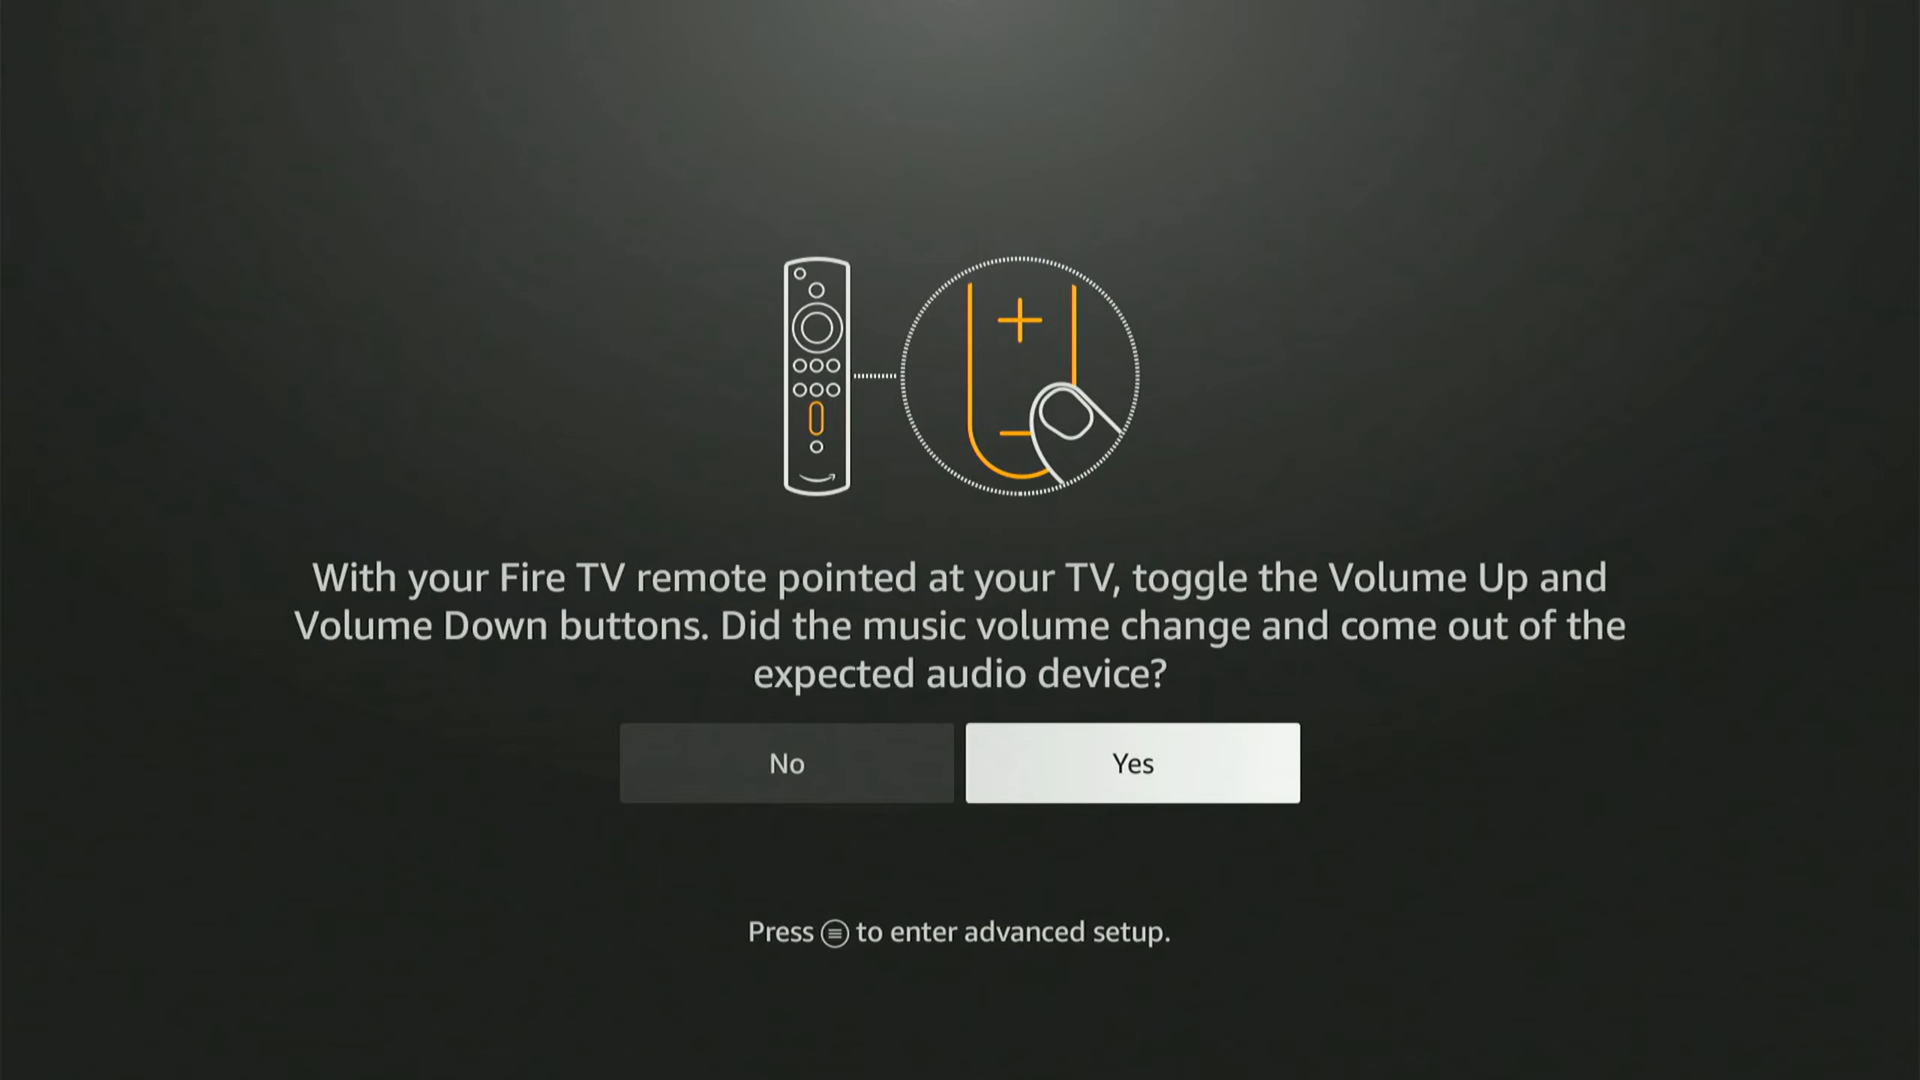 With your Fire TV remote pointed at your TV, toggle the Volume Up and
Volume Down buttons. Did the music volume change and come out of the
expected audio device?
No
Yes
Press to enter advanced setup.